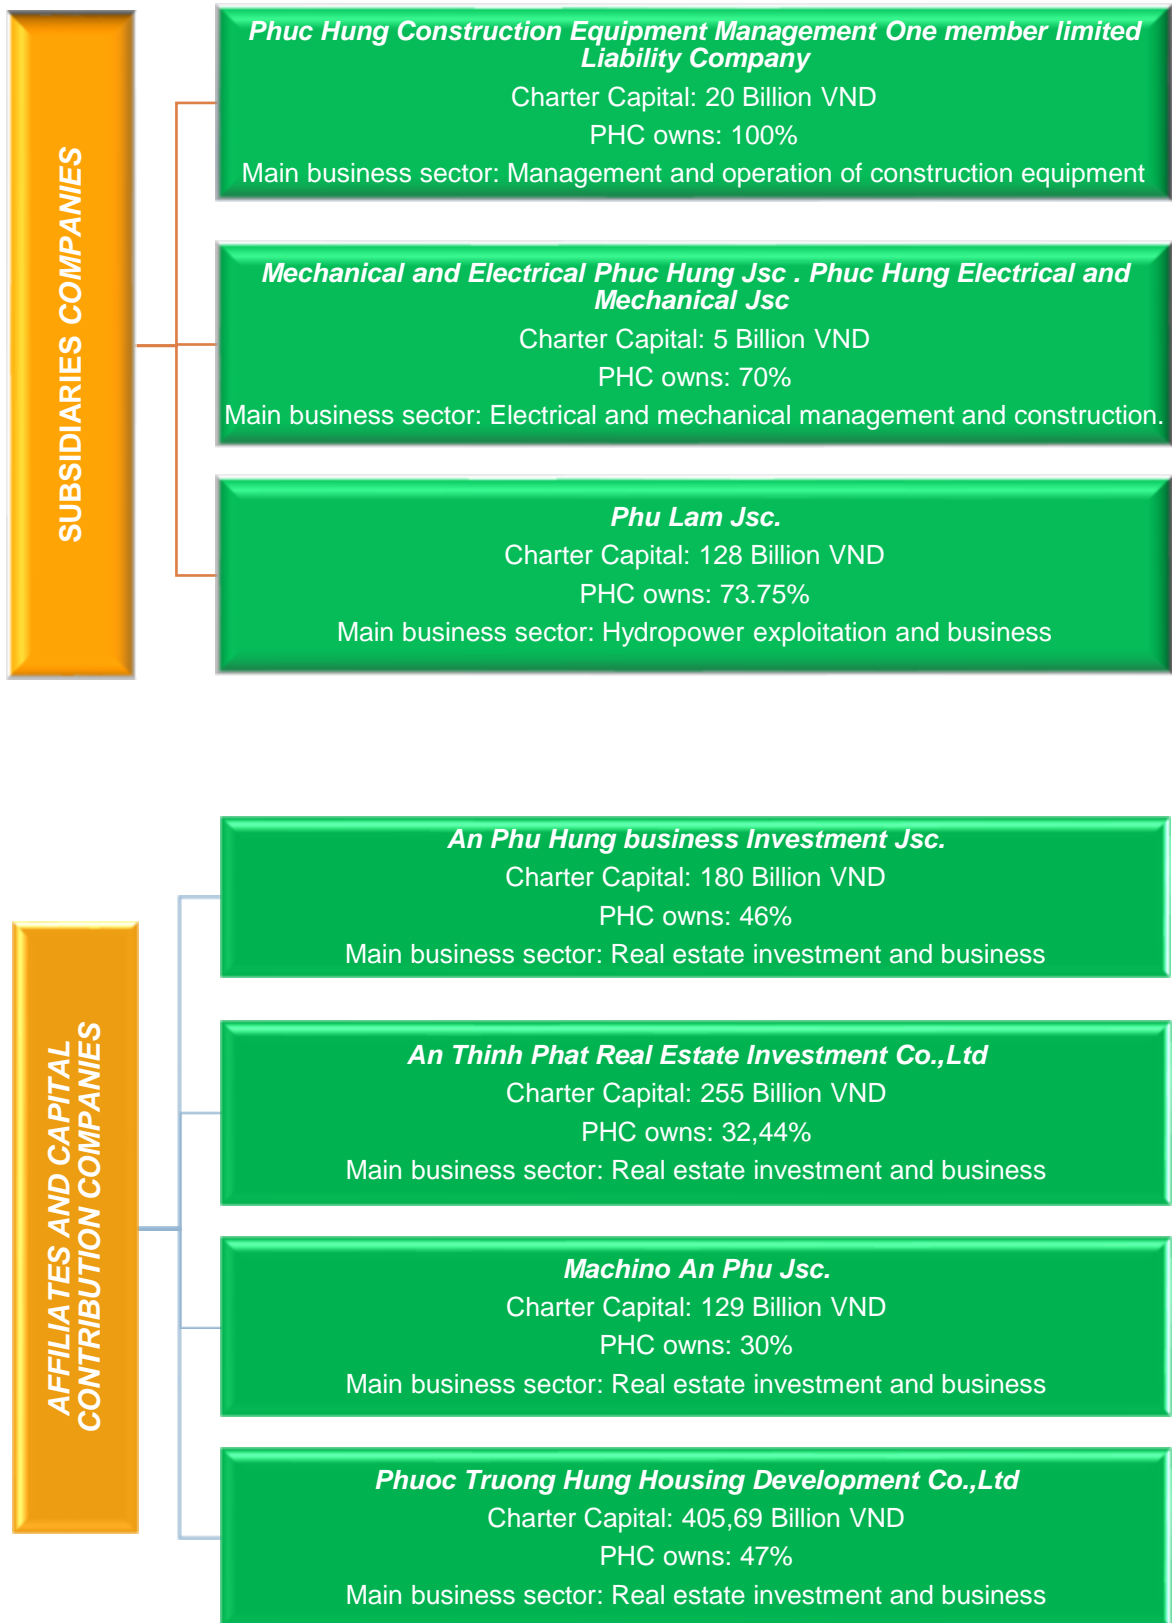 SUBSIDIARIES COMPANIES
Phuc Hung Construction Equipment Management One member limited
Liability Company
Charter Capital: 20 Billion VND
PHC owns: 100%
Main business sector: Management and operation of construction equipment
Mechanical and Electrical Phuc Hung Jsc . Phuc Hung Electrical and
Mechanical Jsc
Charter Capital: 5 Billion VND
PHC owns: 70%
Main business sector: Electrical and mechanical management and construction.
Phu Lam Jsc.
Charter Capital: 128 Billion VND
PHC owns: 73.75%
Main business sector: Hydropower exploitation and business
AFFILIATES AND CAPITAL
CONTRIBUTION COMPANIES
An Phu Hung business Investment Jsc.
Charter Capital: 180 Billion VND
PHC owns: 46%
Main business sector: Real estate investment and business
An Thinh Phat Real Estate Investment Co.,Ltd
Charter Capital: 255 Billion VND
PHC owns: 32,44%
Main business sector: Real estate investment and business
Machino An Phu Jsc.
Charter Capital: 129 Billion VND
PHC owns: 30%
Main business sector: Real estate investment and business
Phuoc Truong Hung Housing Development Co.,Ltd
Charter Capital: 405,69 Billion VND
PHC owns: 47%
Main business sector: Real estate investment and business